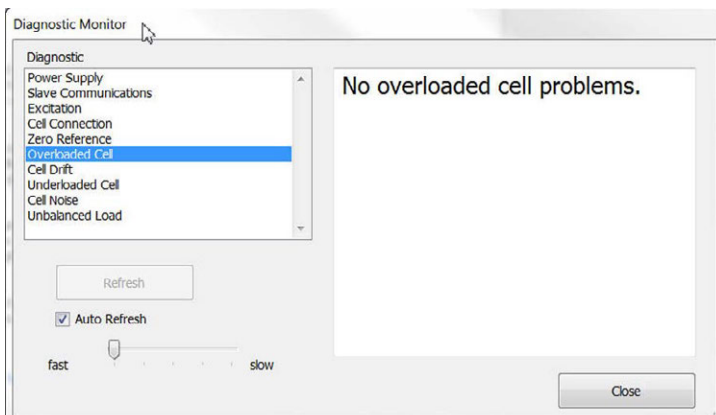 Diagnostic Monitor
Diagnostic
Power Supply
Slave Communications
Excitation
Cell Connection
Zero Reference
Overloaded Cell
Cell Drift
Underloaded Cell
Cell Noise
Unbalanced Load
No overloaded cell problems.
Refresh
Auto Refresh
fast
slow
Close